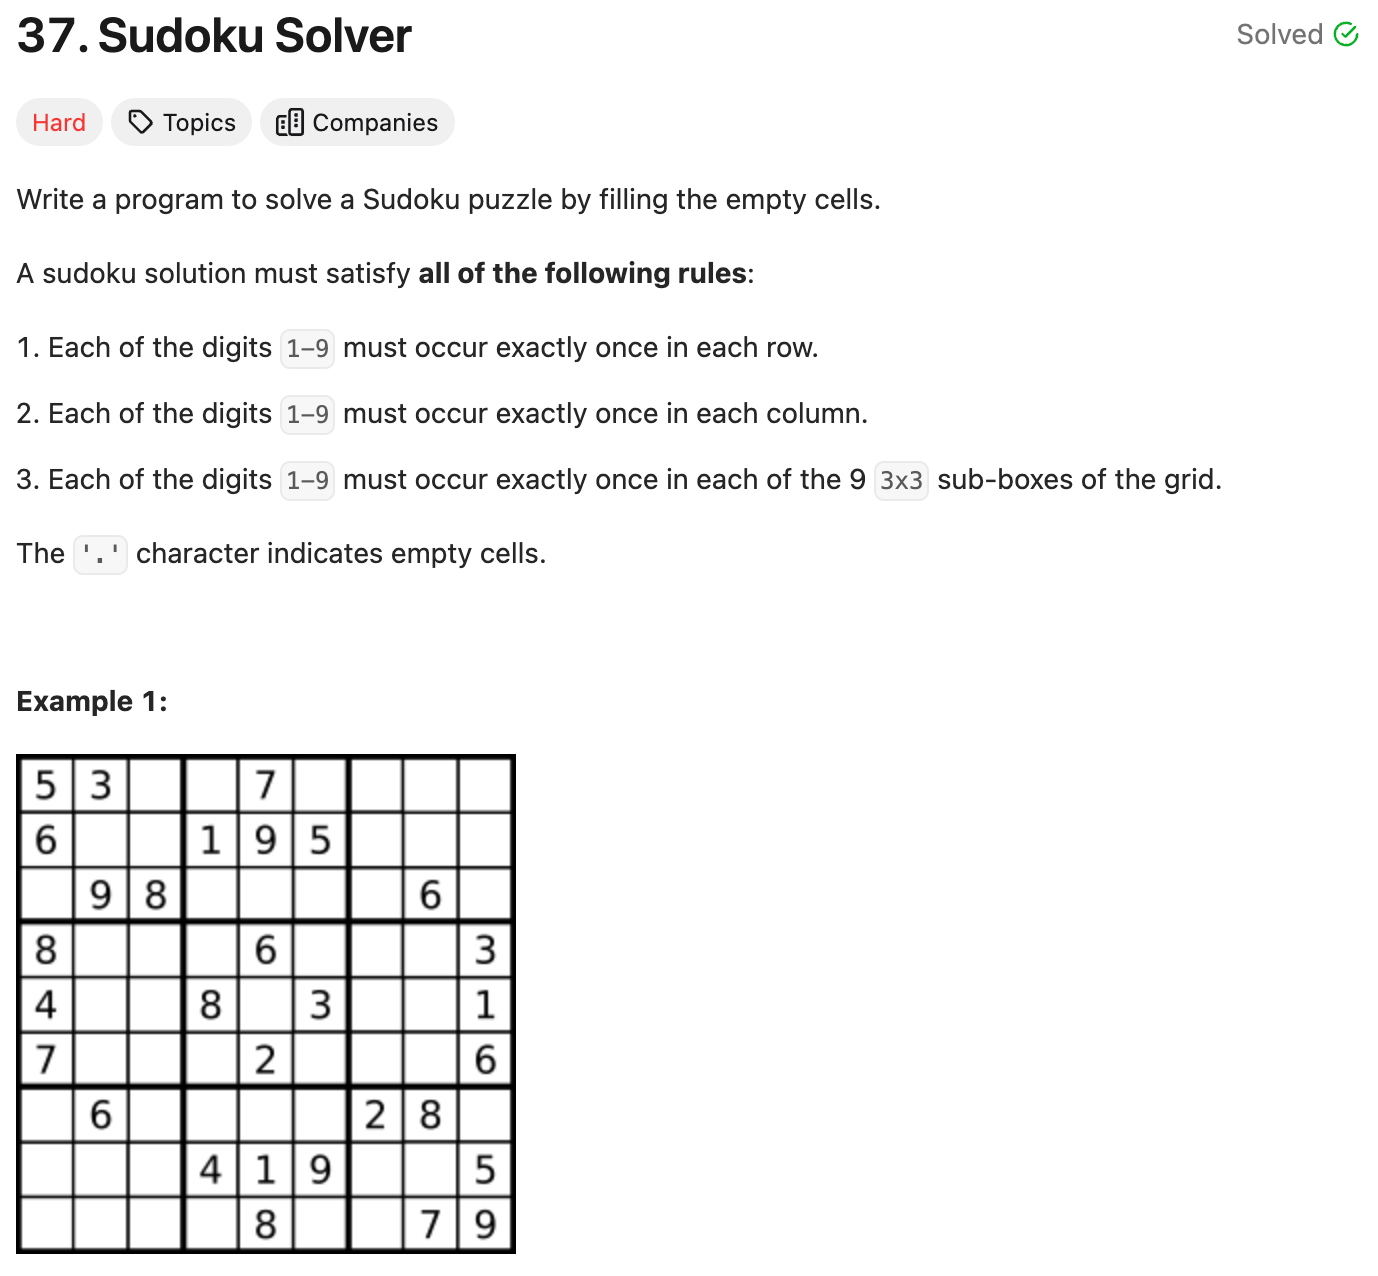 37. Sudoku Solver
Solved
Hard Topics Companies
Write a program to solve a Sudoku puzzle by filling the empty cells.
A sudoku solution must satisfy all of the following rules:
1. Each of the digits 1-9 must occur exactly once in each row.
2. Each of the digits 1-9 must occur exactly once in each column.
3. Each of the digits 1-9 must occur exactly once in each of the 9 3x3 sub-boxes of the grid.
The '.' character indicates empty cells.
Example 1:
5 3 7
6 1 9 5
9 8 6
8 6 3
4 8 3 1
7 2 6
6 2 8
4 1 9 5
8 7 9